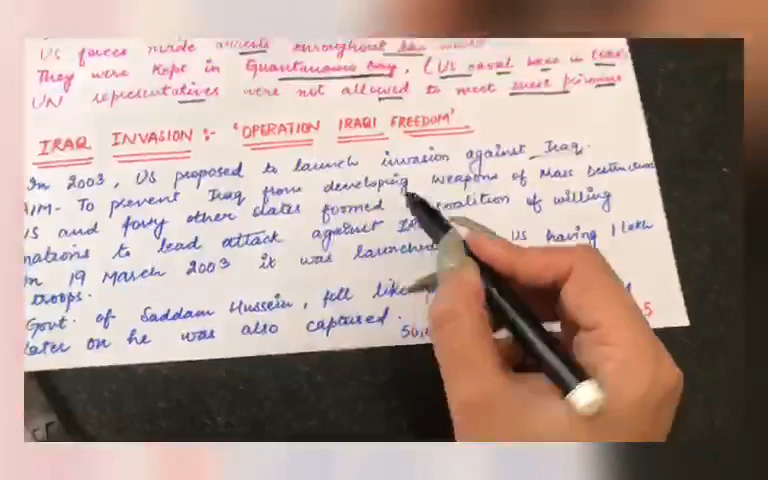 US forces made arrests throughout the
They were kept in Guantanamo Bay. (US naval base in Cuba)
UN representatives were not allowed to meet these prisoners
IRAQ INVASION :- 'OPERATION IRAQI FREEDOM'
In 2003, US proposed to launch invasion against Iraq.
AIM- To prevent Iraq from developing weapons of Mass Destruction
US and forty other states formed coalition of willing
nations to lead attack against
In 19 March 2003 it was launched US having 1 lakh
troops.
Govt. of Saddam Hussein, fell like
later on he was also captured. 50,
5